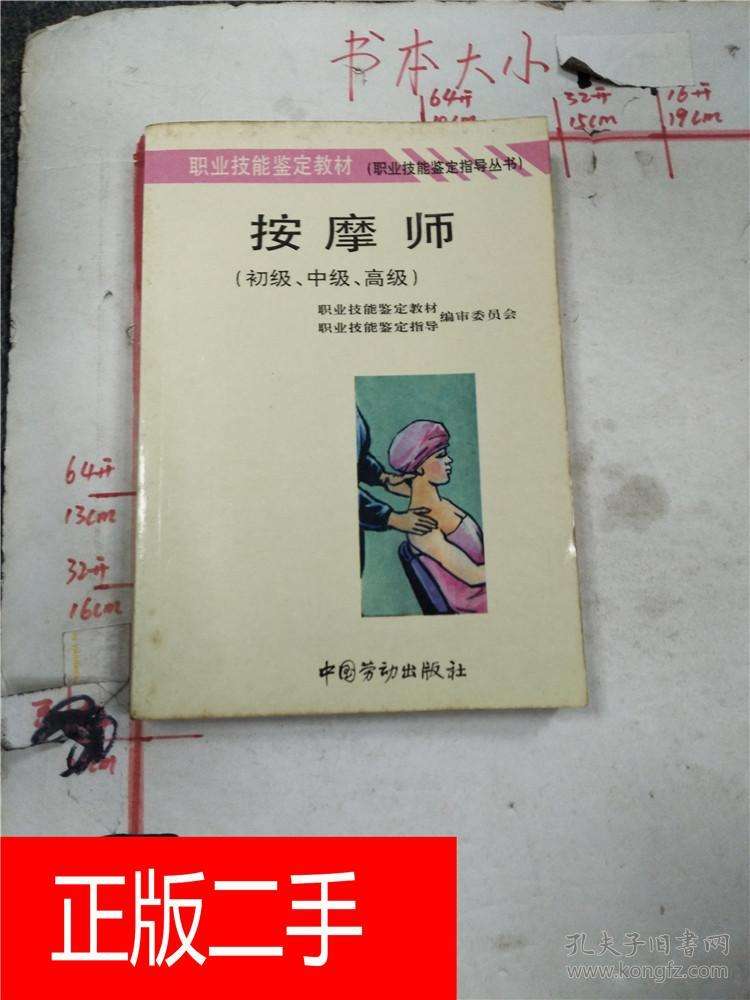 书本大小
64开
32开
15cm
16开
19cm
职业技能鉴定教材 (职业技能鉴定指导丛书)
按摩师
(初级、中级、高级)
职业技能鉴定教材
职业技能鉴定指导
编审委员会
64开
13cm
32开
16cm
中国劳动出版社
正版二手
孔夫子旧书网
www.kongfz.com